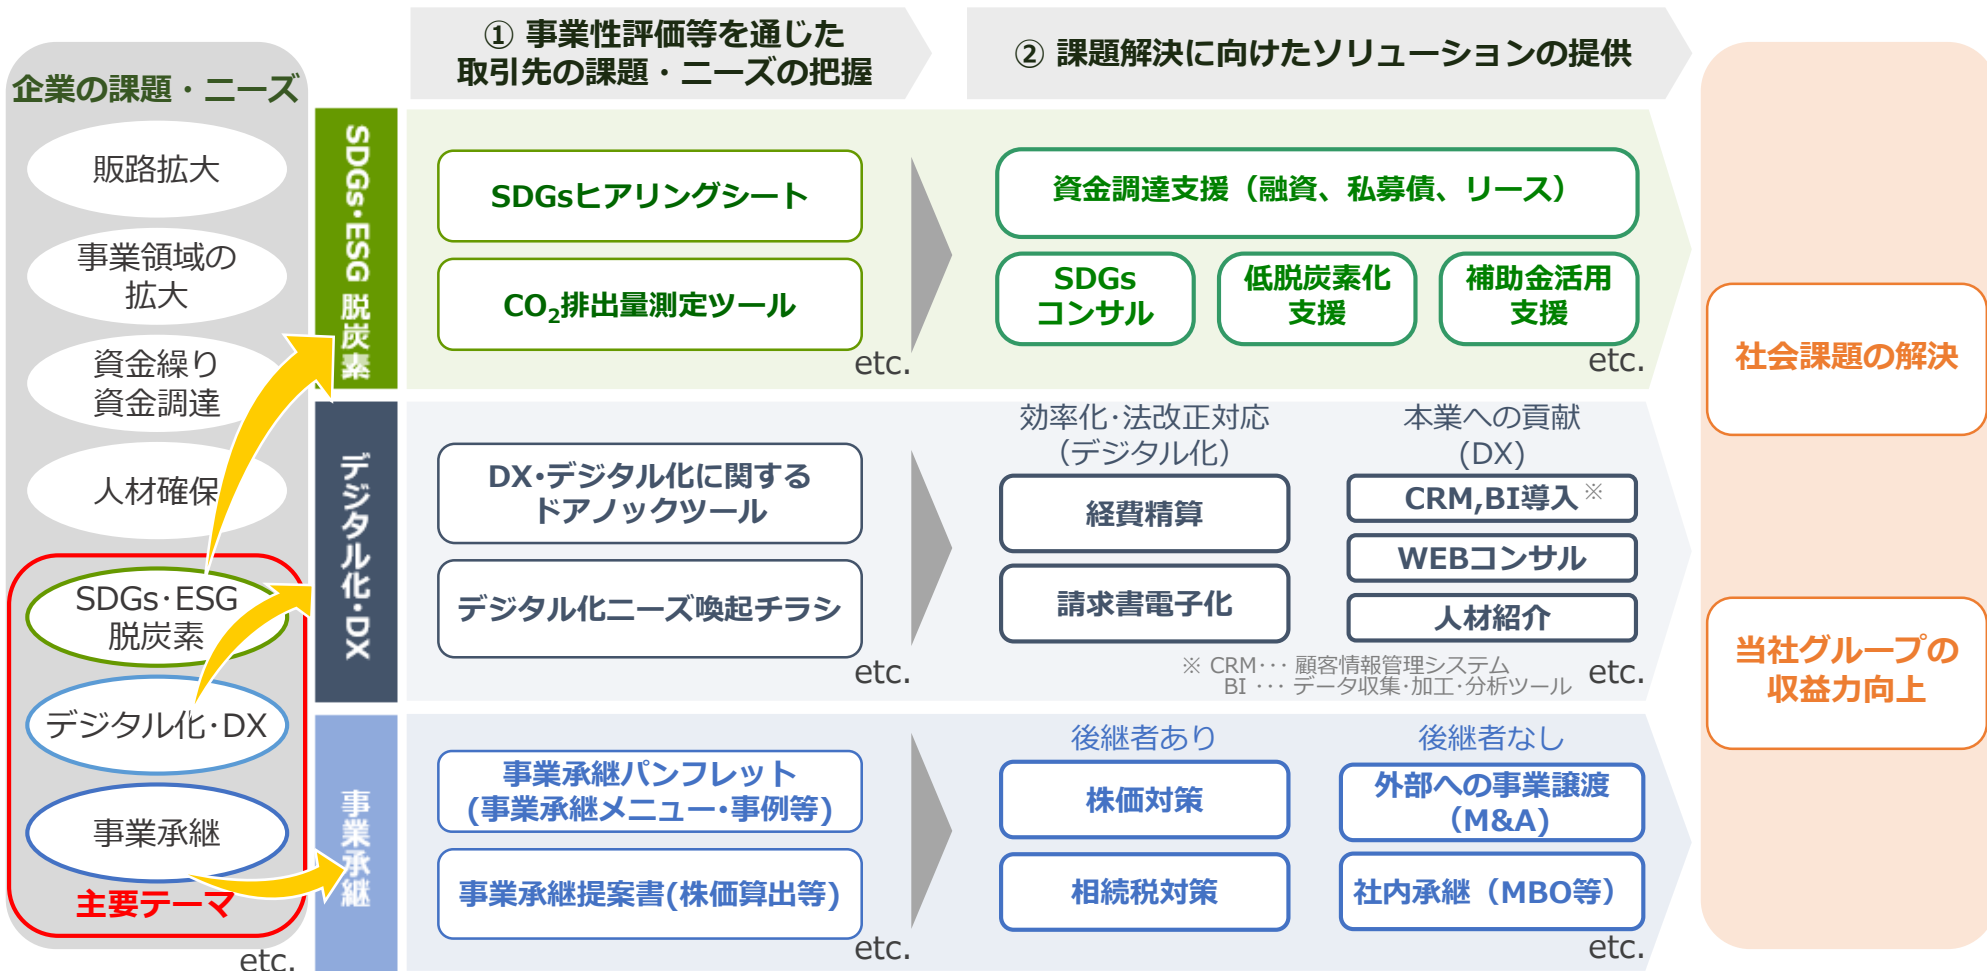 ① 事業性評価等を通じた
取引先の課題・ニーズの把握
② 課題解決に向けたソリューションの提供
企業の課題・ニーズ
販路拡大
事業領域の
拡大
資金繰り
資金調達
人材確保
SDGs・ESG
脱炭素
デジタル化・DX
事業承継
主要テーマ
etc.
SDGs・ESG 脱炭素
SDGsヒアリングシート
CO₂排出量測定ツール
etc.
資金調達支援（融資、私募債、リース）
SDGs
コンサル
低脱炭素化
支援
補助金活用
支援
etc.
デジタル化・DX
DX・デジタル化に関する
ドアノックツール
デジタル化ニーズ喚起チラシ
etc.
効率化・法改正対応
（デジタル化）
経費精算
請求書電子化
本業への貢献
(DX)
CRM,BI導入※
WEBコンサル
人材紹介
※ CRM・・・ 顧客情報管理システム
BI ・・・ データ収集・加工・分析ツール
etc.
事業承継
事業承継パンフレット
(事業承継メニュー・事例等)
事業承継提案書(株価算出等)
etc.
後継者あり
株価対策
相続税対策
後継者なし
外部への事業譲渡
（M&A)
社内承継（MBO等）
etc.
社会課題の解決
当社グループの
収益力向上